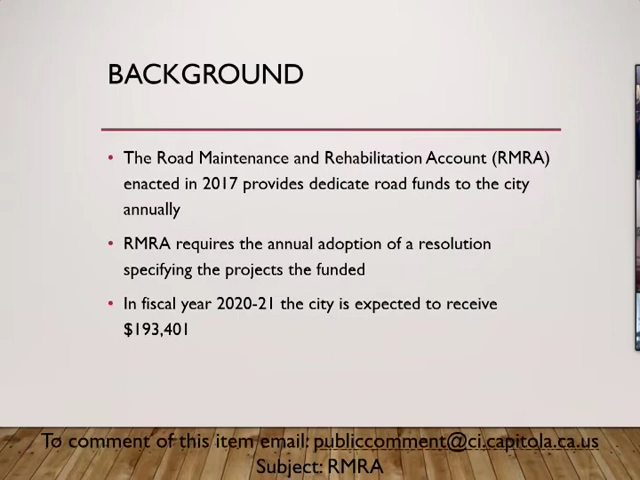 BACKGROUND
• The Road Maintenance and Rehabilitation Account (RMRA)
enacted in 2017 provides dedicate road funds to the city
annually
• RMRA requires the annual adoption of a resolution
specifying the projects the funded
• In fiscal year 2020-21 the city is expected to receive
$193,401
To comment of this item email: publiccomment@ci.capitola.ca.us
Subject: RMRA